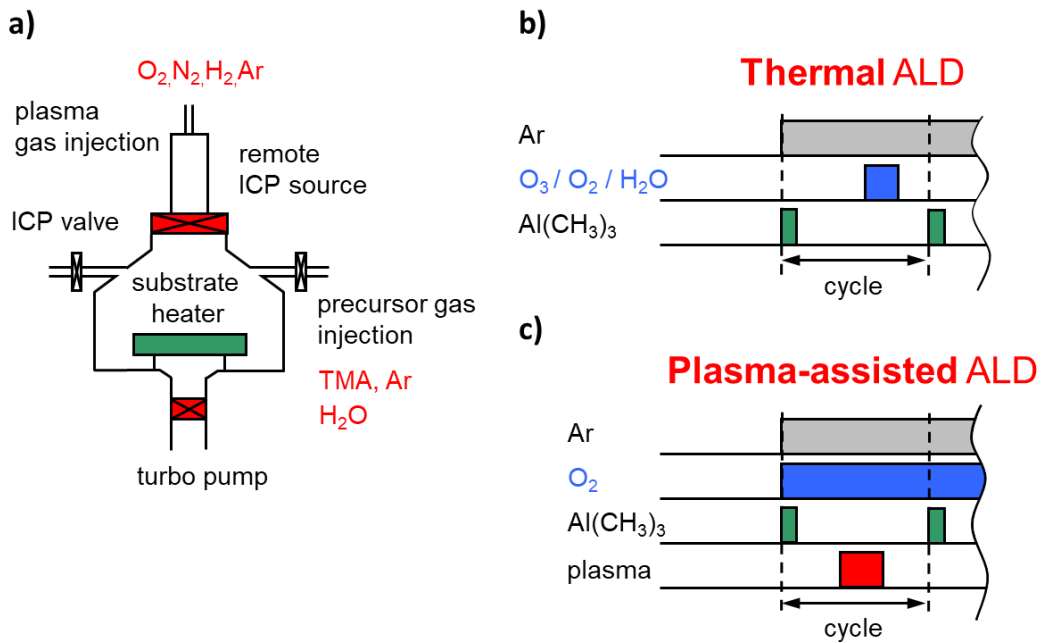 a)
O₂,N₂,H₂,Ar
plasma
gas injection
remote
ICP source
ICP valve
substrate
heater
precursor gas
injection
TMA, Ar
H₂O
turbo pump
b)
Thermal ALD
Ar
O₃ / O₂ / H₂O
Al(CH₃)₃
cycle
c)
Plasma-assisted ALD
Ar
O₂
Al(CH₃)₃
plasma
cycle